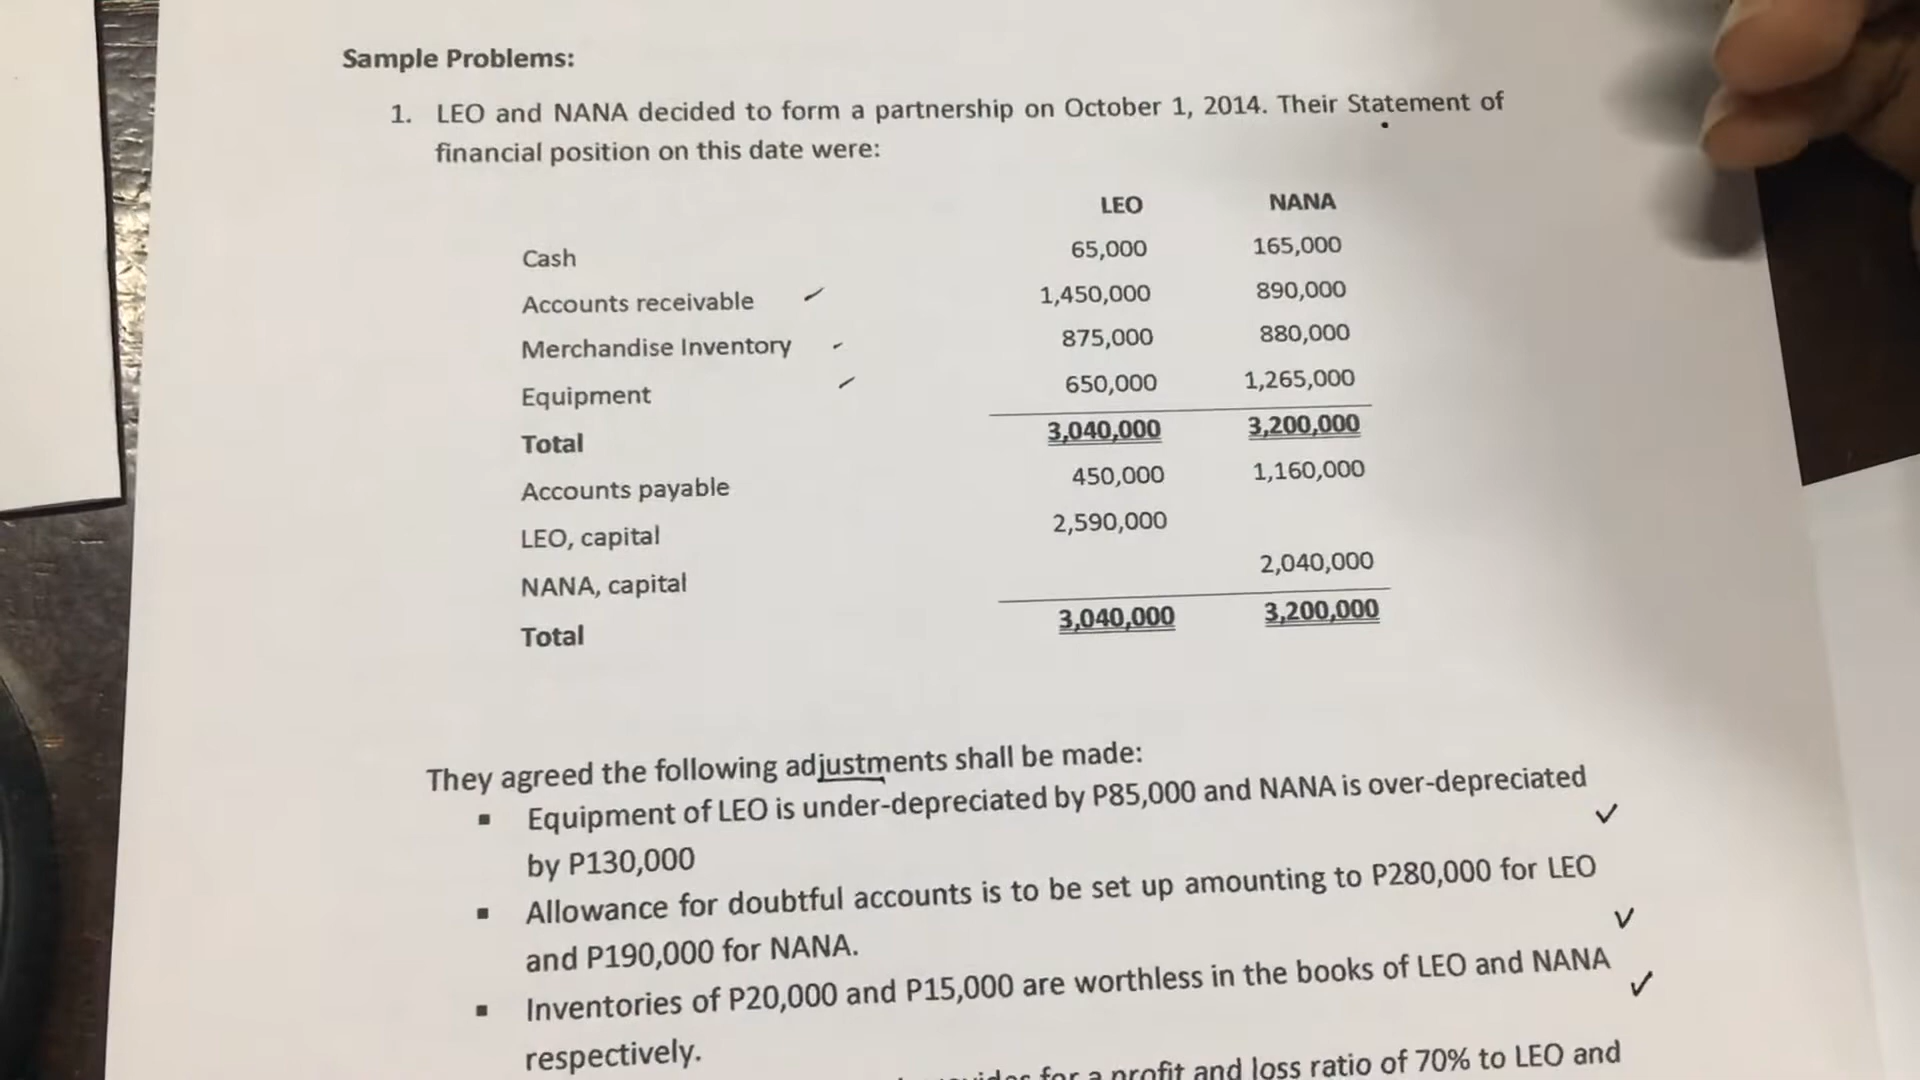 Sample Problems:
1. LEO and NANA decided to form a partnership on October 1, 2014. Their Statement of
financial position on this date were:
LEO NANA
Cash 65,000 165,000
Accounts receivable 1,450,000 890,000
Merchandise Inventory 875,000 880,000
Equipment 650,000 1,265,000
Total 3,040,000 3,200,000
Accounts payable 450,000 1,160,000
LEO, capital 2,590,000
NANA, capital 2,040,000
Total 3,040,000 3,200,000
They agreed the following adjustments shall be made:
▪ Equipment of LEO is under-depreciated by P85,000 and NANA is over-depreciated
by P130,000
▪ Allowance for doubtful accounts is to be set up amounting to P280,000 for LEO
and P190,000 for NANA.
▪ Inventories of P20,000 and P15,000 are worthless in the books of LEO and NANA
respectively.
for a profit and loss ratio of 70% to LEO and